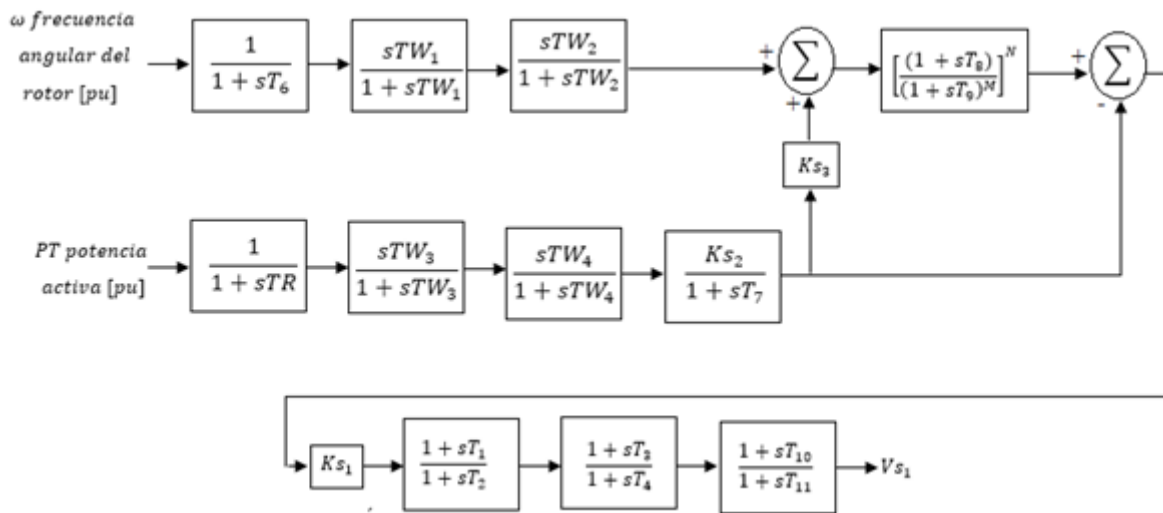 ω frecuencia
angular del
rotor [pu]
1
1 + sT₆
sTW₁
1 + sTW₁
sTW₂
1 + sTW₂
+
∑
+
[(1 + sT₈)
(1 + sT₉)ᴹ]ᴺ
+
∑
-
Ks₃
PT potencia
activa [pu]
1
1 + sTR
sTW₃
1 + sTW₃
sTW₄
1 + sTW₄
Ks₂
1 + sT₇
Ks₁
1 + sT₁
1 + sT₂
1 + sT₃
1 + sT₄
1 + sT₁₀
1 + sT₁₁
Vs₁